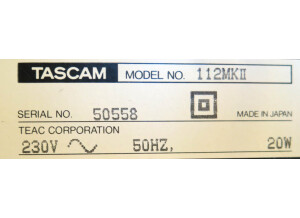 TASCAM MODEL NO. 112MKII
SERIAL NO. 50558 MADE IN JAPAN
TEAC CORPORATION
230V 50HZ, 20W